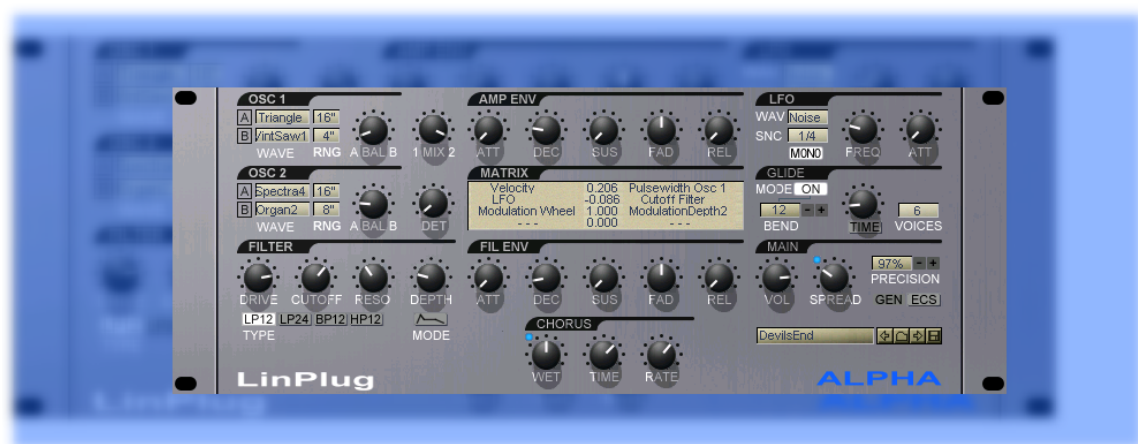 OSC 1
A Triangle 16"
B VintSaw1 4"
WAVE RNG A BAL B 1 MIX 2
AMP ENV
ATT DEC SUS FAD REL
LFO
WAV Noise
SNC 1/4
MONO FREQ ATT
OSC 2
A Spectra4 16"
B Organ2 8"
WAVE RNG A BAL B DET
MATRIX
Velocity 0.206 Pulsewidth Osc 1
LFO -0.086 Cutoff Filter
Modulation Wheel 1.000 ModulationDepth2
- - - 0.000 - - -
GLIDE
MODE ON
12 - + 6
BEND TIME VOICES
FILTER
DRIVE CUTOFF RESO DEPTH
LP12 LP24 BP12 HP12
TYPE MODE
FIL ENV
ATT DEC SUS FAD REL
MAIN
97% - +
PRECISION
VOL SPREAD GEN ECS
CHORUS
WET TIME RATE
DevilsEnd
LinPlug
ALPHA